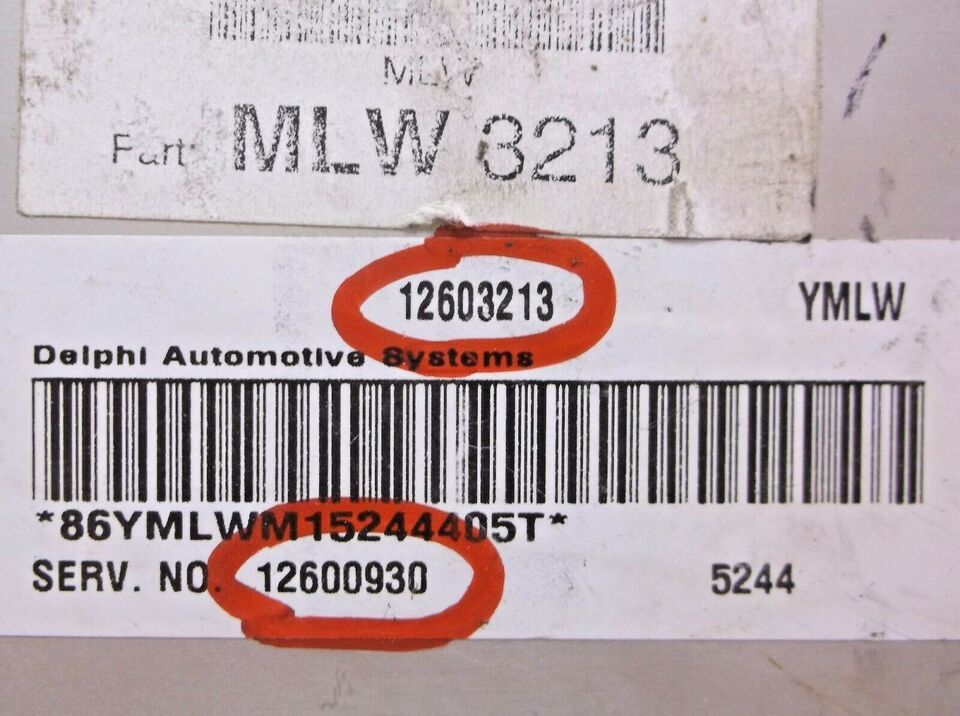 MLW
Part MLW 3213
12603213 YMLW
Delphi Automotive Systems
*86YMLWM15244405T*
SERV. NO. 12600930 5244